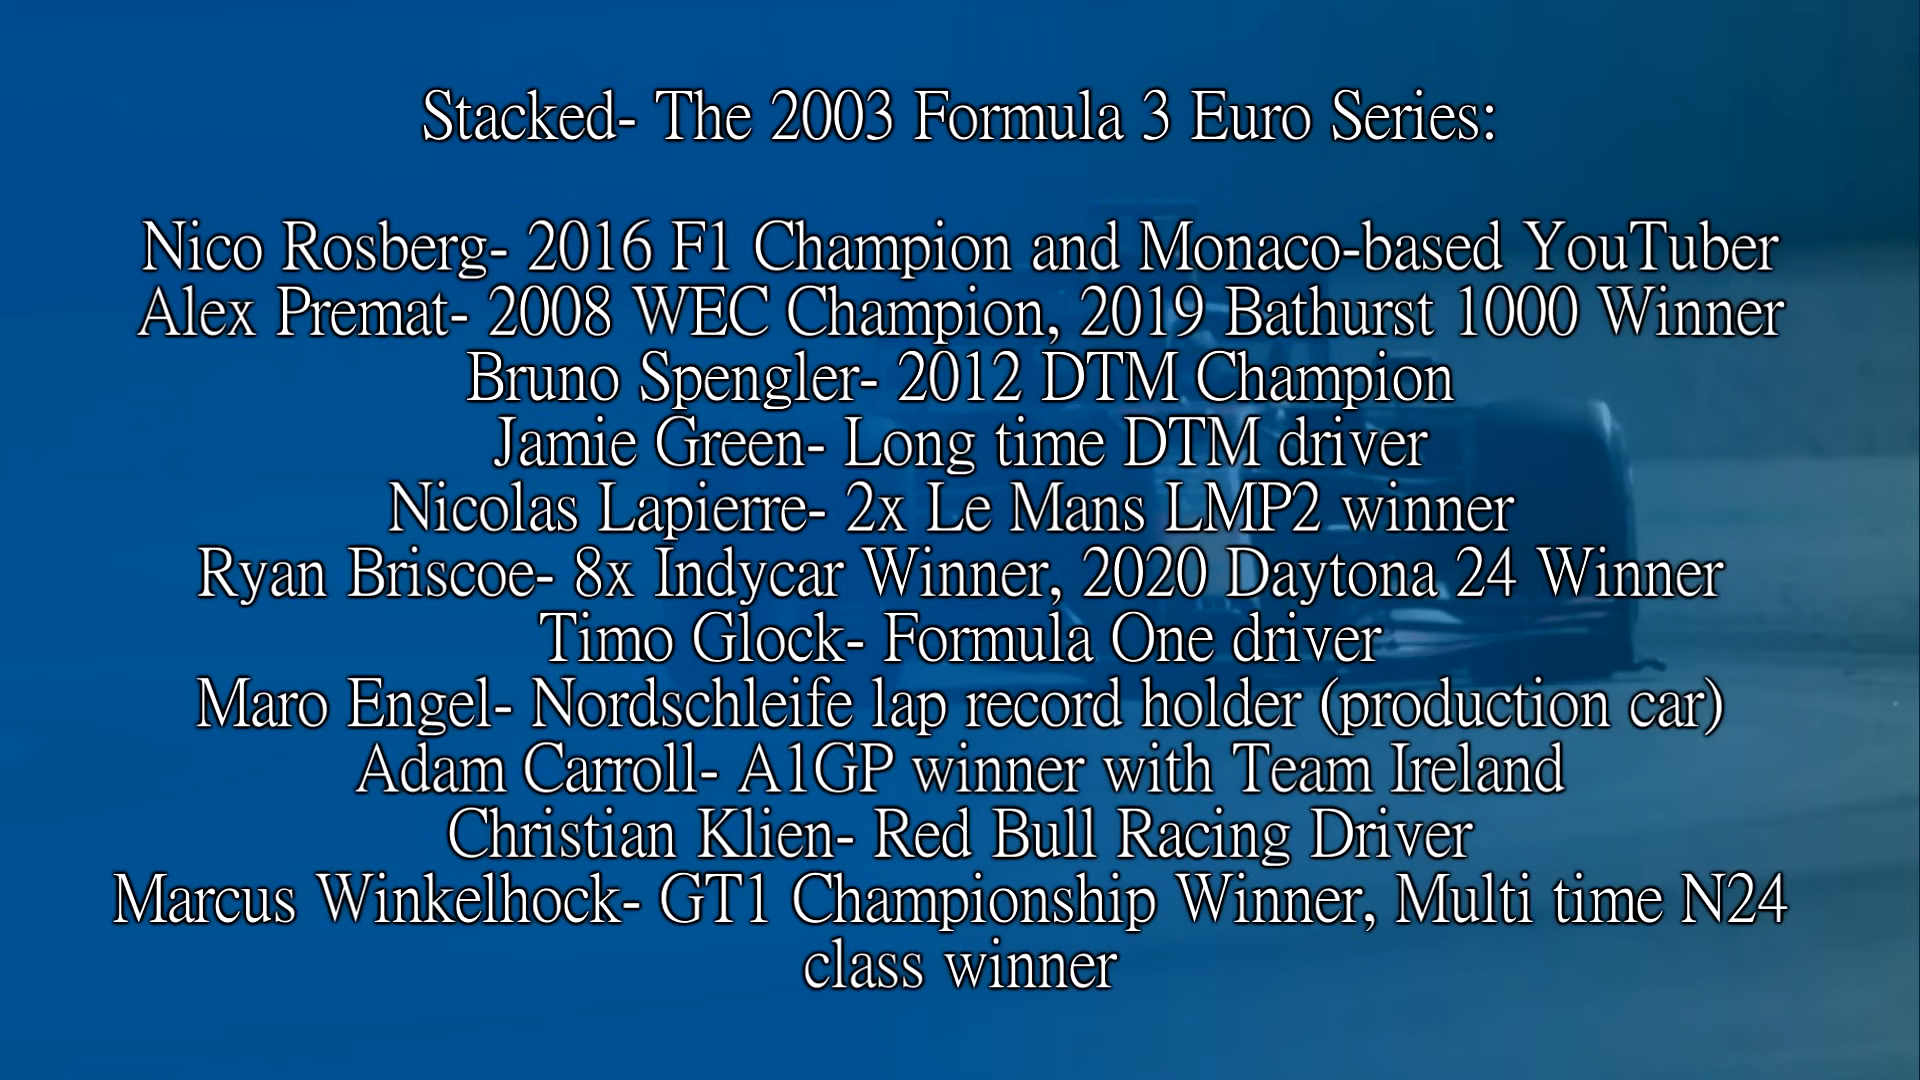 Stacked- The 2003 Formula 3 Euro Series:
Nico Rosberg- 2016 F1 Champion and Monaco-based YouTuber
Alex Premat- 2008 WEC Champion, 2019 Bathurst 1000 Winner
Bruno Spengler- 2012 DTM Champion
Jamie Green- Long time DTM driver
Nicolas Lapierre- 2x Le Mans LMP2 winner
Ryan Briscoe- 8x Indycar Winner, 2020 Daytona 24 Winner
Timo Glock- Formula One driver
Maro Engel- Nordschleife lap record holder (production car)
Adam Carroll- A1GP winner with Team Ireland
Christian Klien- Red Bull Racing Driver
Marcus Winkelhock- GT1 Championship Winner, Multi time N24
class winner